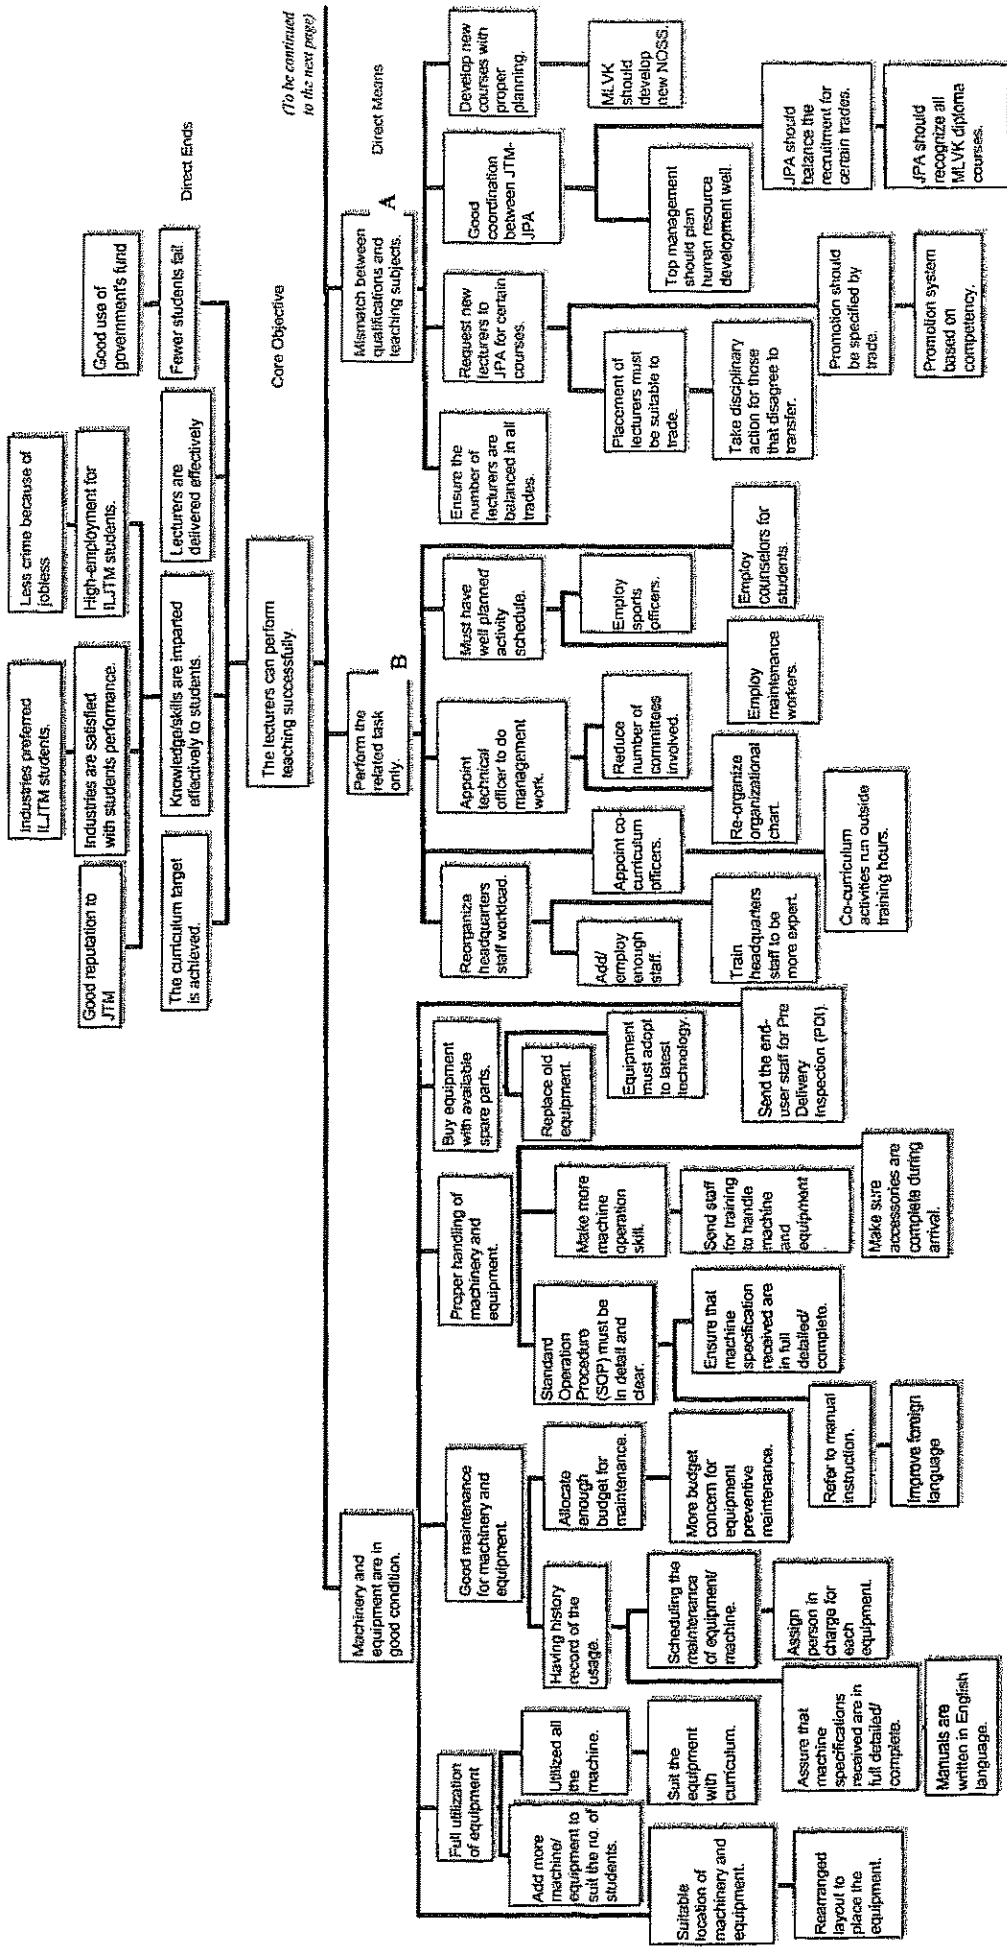 Good reputation to
JTM
Industries preferred
ILJTM students.
Less crime because of
jobless
Industries are satisfied
with students performance.
High-employment for
ILJTM students.
Good use of
government's fund
The curriculum target
is achieved.
Knowledge/skills are imparted
effectively to students.
Lecturers are
delivered effectively
Fewer students fail
Direct Ends
The lecturers can perform
teaching successfully.
Core Objective
(To be continued
to the next page)
Machinery and
equipment are in
good condition.
Perform the
related task
only.
B
Mismatch between
qualifications and
teaching subjects.
A
Direct Means
Full utilization
of equipment
Good maintenance
for machinery and
equipment.
Proper handling of
machinery and
equipment.
Buy equipment
with available
spare parts.
Reorganize
headquarters
staff workload.
Appoint
technical
officer to do
management
work.
Must have
well planned
activity
schedule.
Ensure the
number of
lecturers are
balanced in all
trades.
Request new
lecturers to
JPA for certain
courses.
Good
coordination
between JTM-
JPA
Develop new
courses with
proper
planning.
Add more
machine/
equipment to
suit the no. of
students.
Utilized all
the
machine.
Having history
record of the
usage.
Allocate
enough
budget for
maintenance.
Standard
Operation
Procedure
(SOP) must be
in detail and
clear.
Make more
machine
operation
skill.
Replace old
equipment.
Equipment
must adopt
to latest
technology.
Add/
employ
enough
staff.
Appoint co-
curriculum
officers.
Reduce
number of
committees
involved.
Employ
sports
officers.
Placement of
lecturers must
be suitable to
trade.
Top management
should plan
human resource
development well.
MLVK
should
develop
new NOSS.
Suitable
location of
machinery and
equipment.
Suit the
equipment
with
curriculum.
Scheduling the
maintenance
of equipment/
machine.
More budget
concern for
equipment
preventive
maintenance.
Ensure that
machine
specification
received are
in full
detailed/
complete.
Send staff
for training
to handle
machine
and
equipment
Send the end-
user staff for Pre
Delivery
Inspection (PDI).
Train
headquarters
staff to be
more expert.
Re-organize
organizational
chart.
Employ
maintenance
workers.
Employ
counselors for
students.
Take disciplinary
action for those
that disagree to
transfer.
Promotion should
be specified by
trade.
JPA should
balance the
recruitment for
certain trades.
Rearranged
layout to
place the
equipment.
Assure that
machine
specifications
received are in
full detailed/
complete.
Assign
person in
charge for
each
equipment.
Refer to manual
instruction.
Make sure
accessories are
complete during
arrival.
Co-curriculum
activities run outside
training hours.
Promotion system
based on
competency.
JPA should
recognize all
MLVK diploma
courses.
Manuals are
written in English
language.
Improve foreign
language